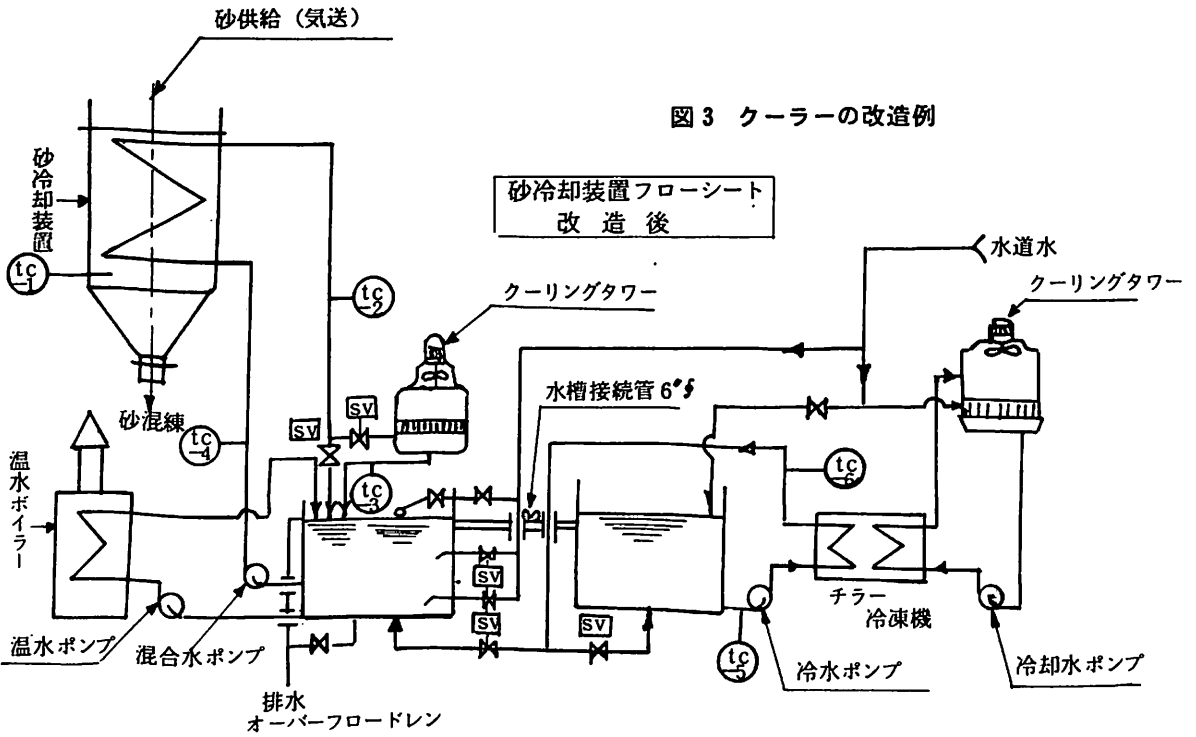 砂供給（気送）
図3 クーラーの改造例
砂冷却装置
砂冷却装置フローシート
改造後
水道水
tc-1
tc-2
クーリングタワー
クーリングタワー
水槽接続管6"∮
SV
SV
砂混練
tc-4
tc-3
tc-6
温水ボイラー
SV
SV
SV
チラー
冷凍機
温水ポンプ
混合水ポンプ
tc-5
冷水ポンプ
冷却水ポンプ
排水
オーバーフロードレン